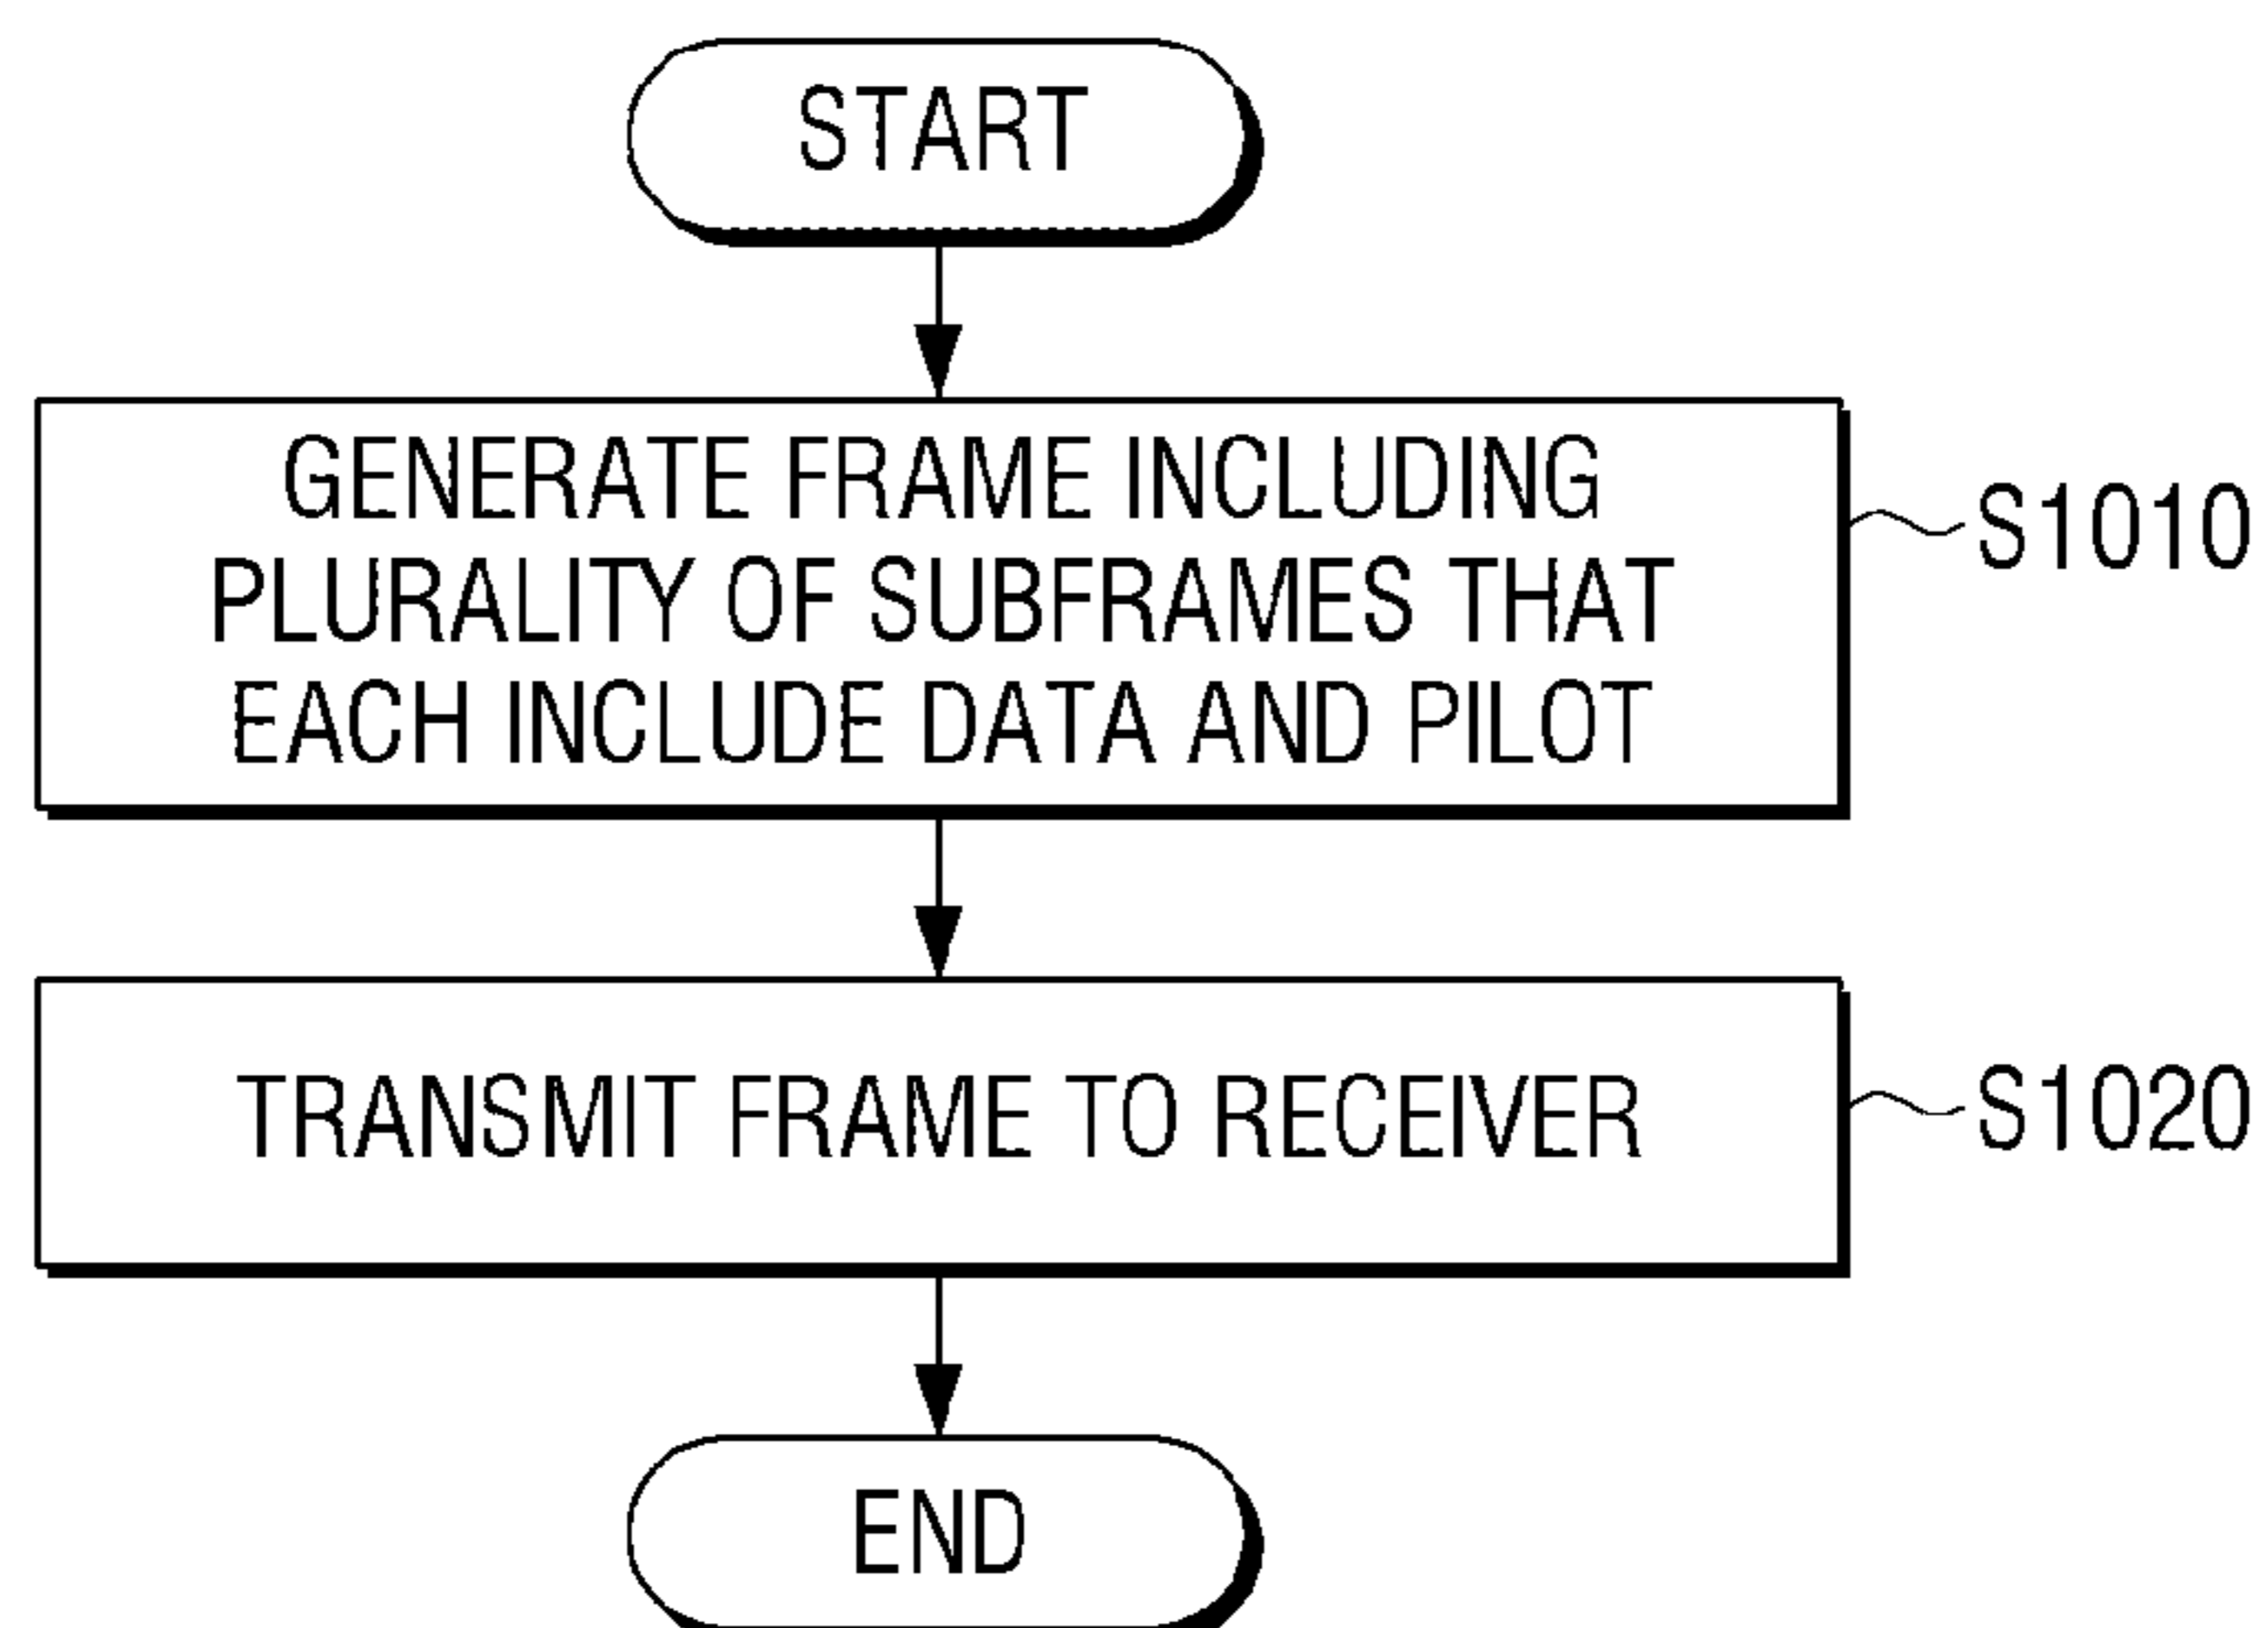 START
GENERATE FRAME INCLUDING
PLURALITY OF SUBFRAMES THAT
EACH INCLUDE DATA AND PILOT
S1010
TRANSMIT FRAME TO RECEIVER
S1020
END